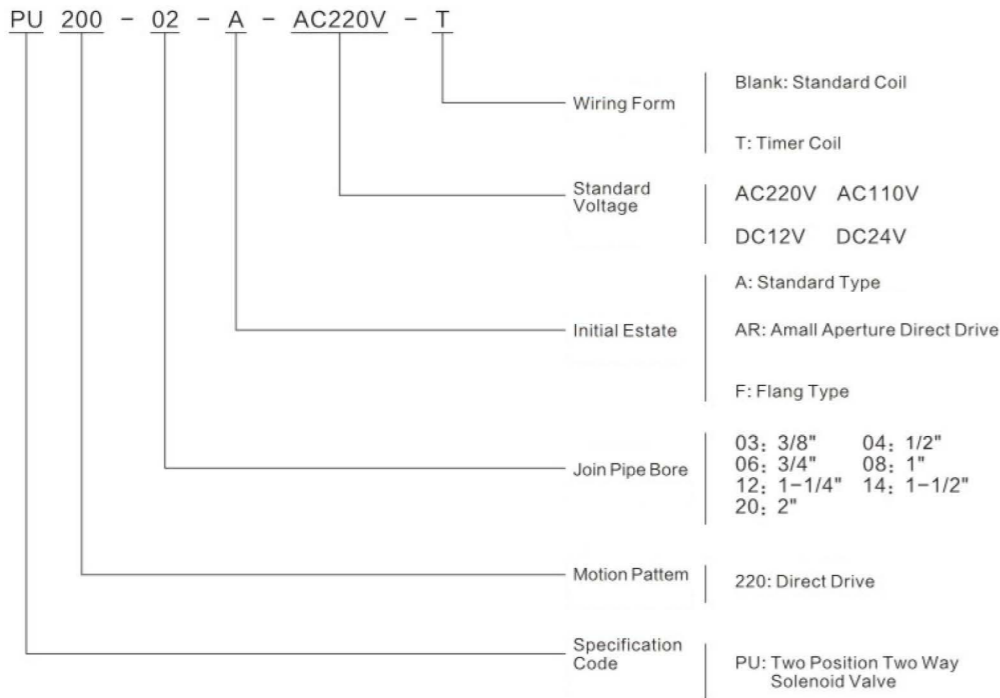 PU 200 - 02 - A - AC220V - T
Wiring Form
Blank: Standard Coil
T: Timer Coil
Standard
Voltage
AC220V AC110V
DC12V DC24V
Initial Estate
A: Standard Type
AR: Amall Aperture Direct Drive
F: Flang Type
Join Pipe Bore
03: 3/8" 04: 1/2"
06: 3/4" 08: 1"
12: 1-1/4" 14: 1-1/2"
20: 2"
Motion Pattem
220: Direct Drive
Specification
Code
PU: Two Position Two Way
Solenoid Valve